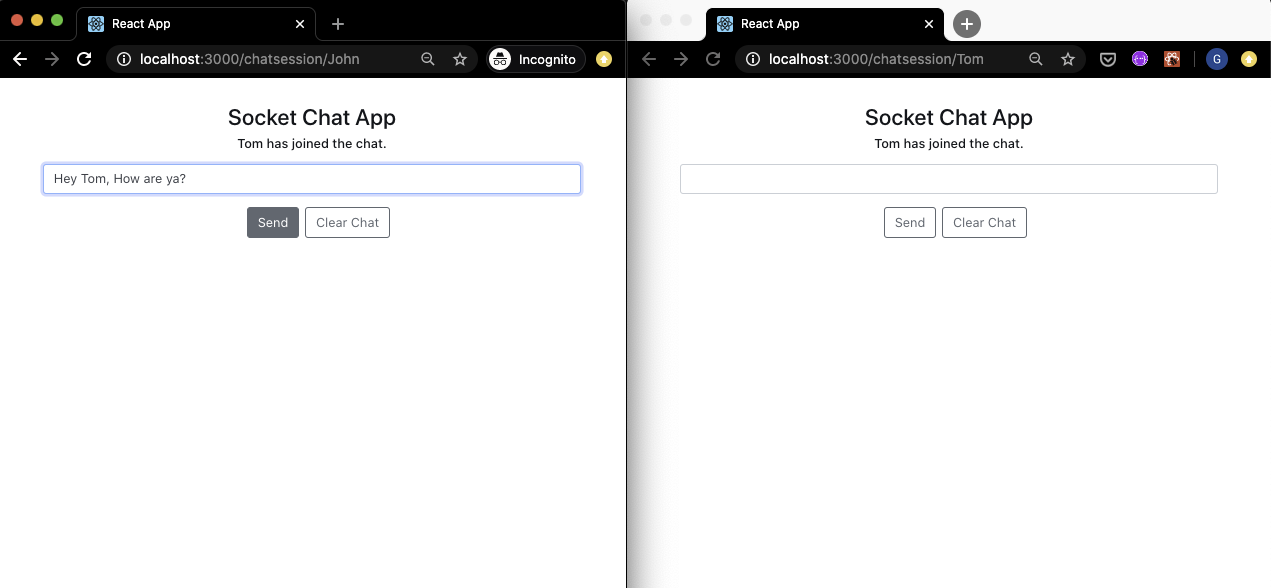 React App
localhost:3000/chatsession/John
Incognito
Socket Chat App
Tom has joined the chat.
Hey Tom, How are ya?
Send Clear Chat
React App
localhost:3000/chatsession/Tom
G
Socket Chat App
Tom has joined the chat.
Send Clear Chat